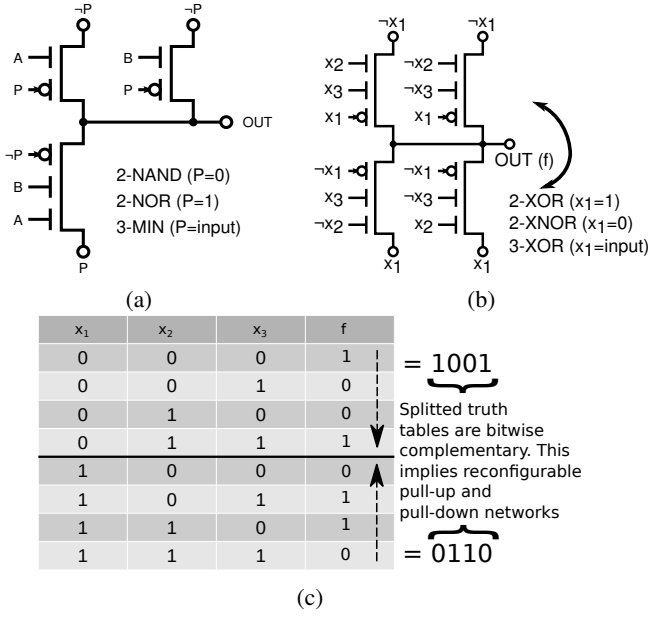 ¬P ¬P
A B
P P
OUT
¬P
B
A
P
2-NAND (P=0)
2-NOR (P=1)
3-MIN (P=input)
(a)
¬x1 ¬x1
x2 ¬x2
x3 ¬x3
x1 x1
OUT (f)
¬x1 ¬x1
x3 ¬x3
¬x2 x2
x1 x1
2-XOR (x1=1)
2-XNOR (x1=0)
3-XOR (x1=input)
(b)
x1 x2 x3 f
0 0 0 1
0 0 1 0
0 1 0 0
0 1 1 1
1 0 0 0
1 0 1 1
1 1 0 1
1 1 1 0
= 1001
Splitted truth
tables are bitwise
complementary. This
implies reconfigurable
pull-up and
pull-down networks
= 0110
(c)